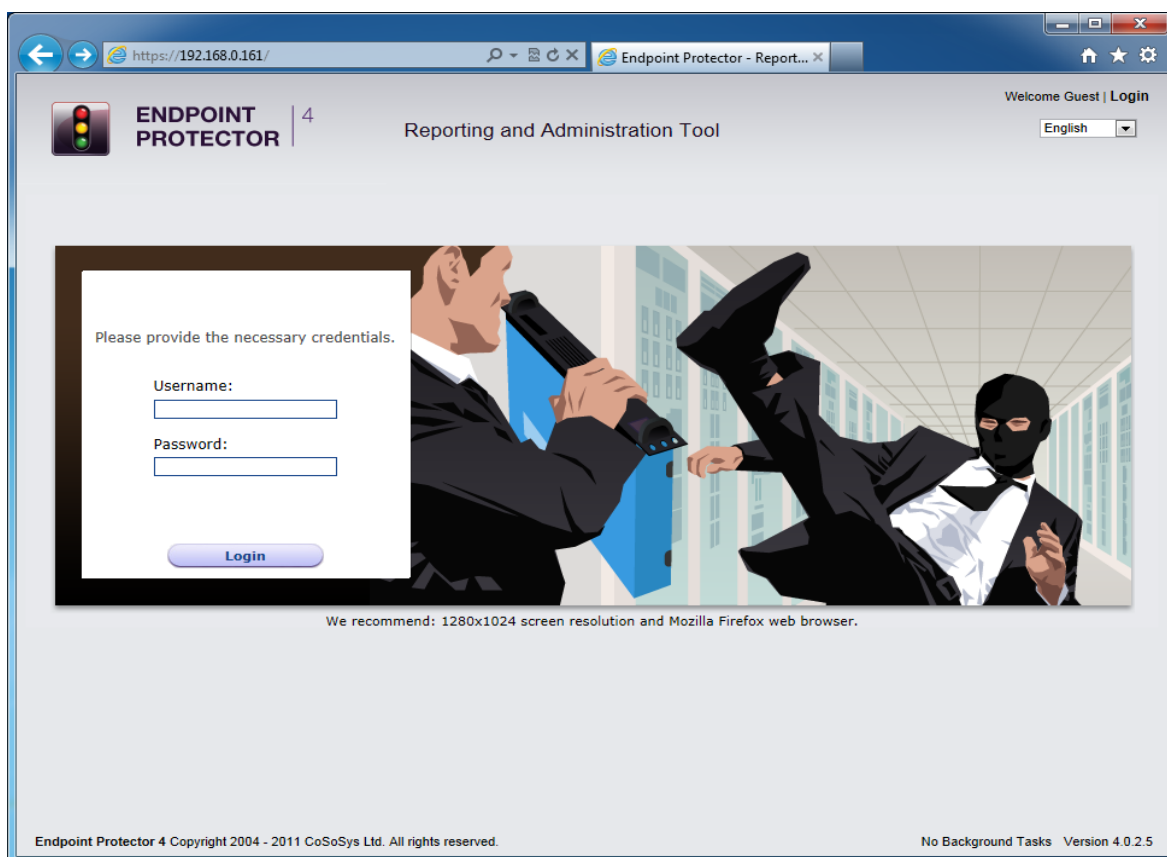 https://192.168.0.161/
Endpoint Protector - Report...
Welcome Guest | Login
ENDPOINT
PROTECTOR
4
Reporting and Administration Tool
English
Please provide the necessary credentials.
Username:
Password:
Login
We recommend: 1280x1024 screen resolution and Mozilla Firefox web browser.
Endpoint Protector 4 Copyright 2004 - 2011 CoSoSys Ltd. All rights reserved.
No Background Tasks Version 4.0.2.5